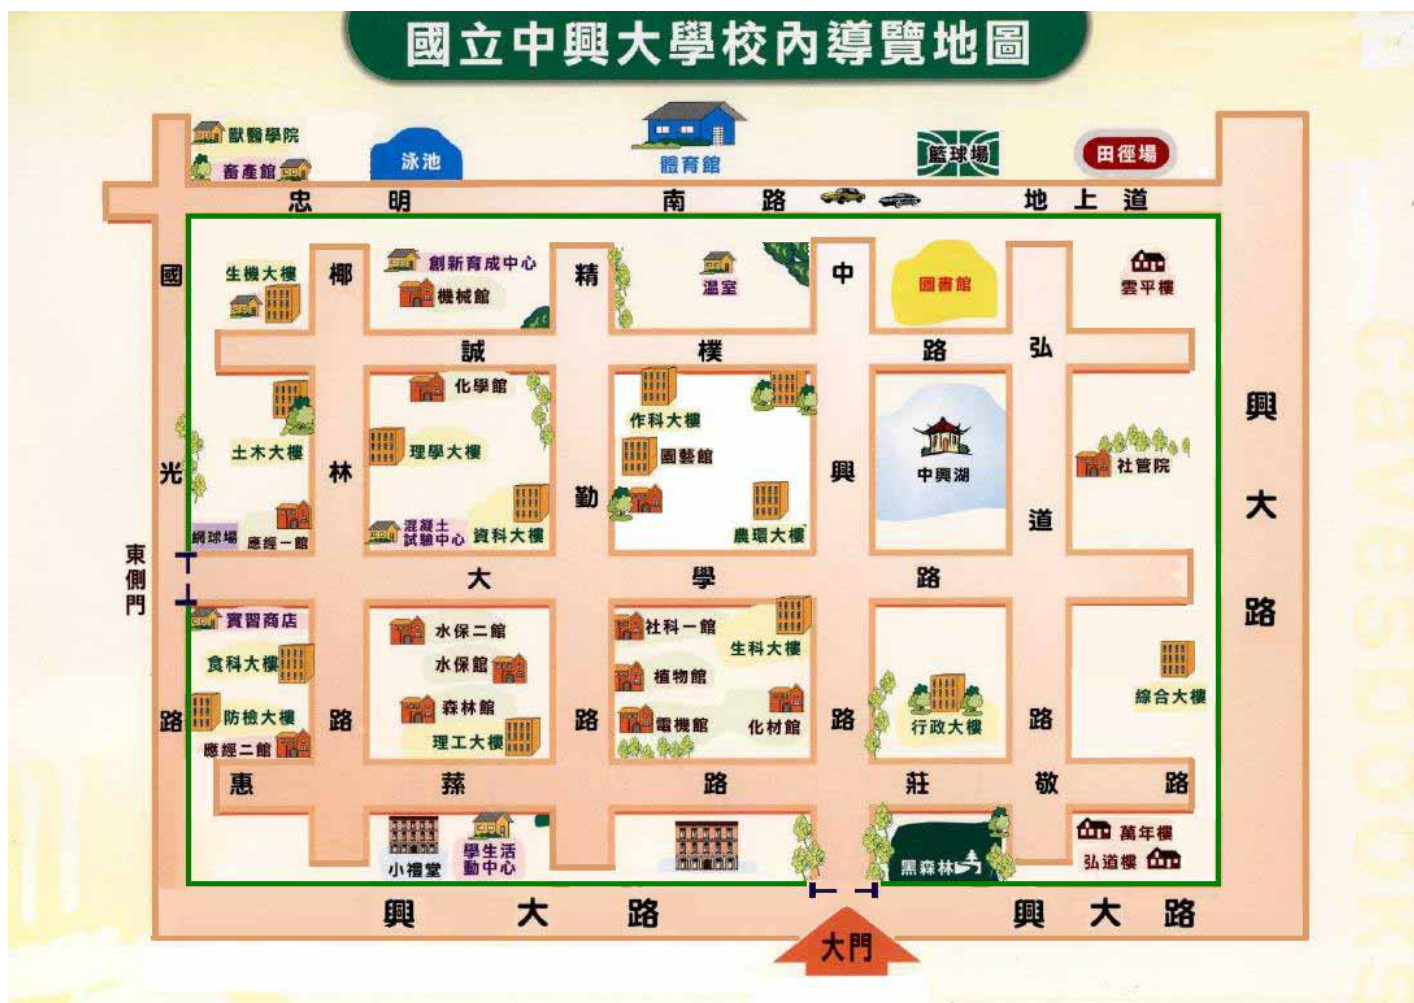 國立中興大學校內導覽地圖
獸醫學院
畜產館
泳池
體育館
籃球場
田徑場
忠明南路
地上道
國光路
生機大樓
椰林路
創新育成中心
機械館
精勤路
溫室
中興路
圖書館
弘道路
雲平樓
誠樸路
興大路
土木大樓
化學館
理學大樓
作科大樓
園藝館
中興湖
社管院
網球場
應經一館
混凝土
試驗中心
資科大樓
農環大樓
東側門
大學路
實習商店
食科大樓
防檢大樓
應經二館
水保二館
水保館
森林館
理工大樓
社科一館
植物館
電機館
生科大樓
化材館
行政大樓
綜合大樓
惠蓀路
莊敬路
小禮堂
學生活
動中心
黑森林
萬年樓
弘道樓
興大路
興大路
大門